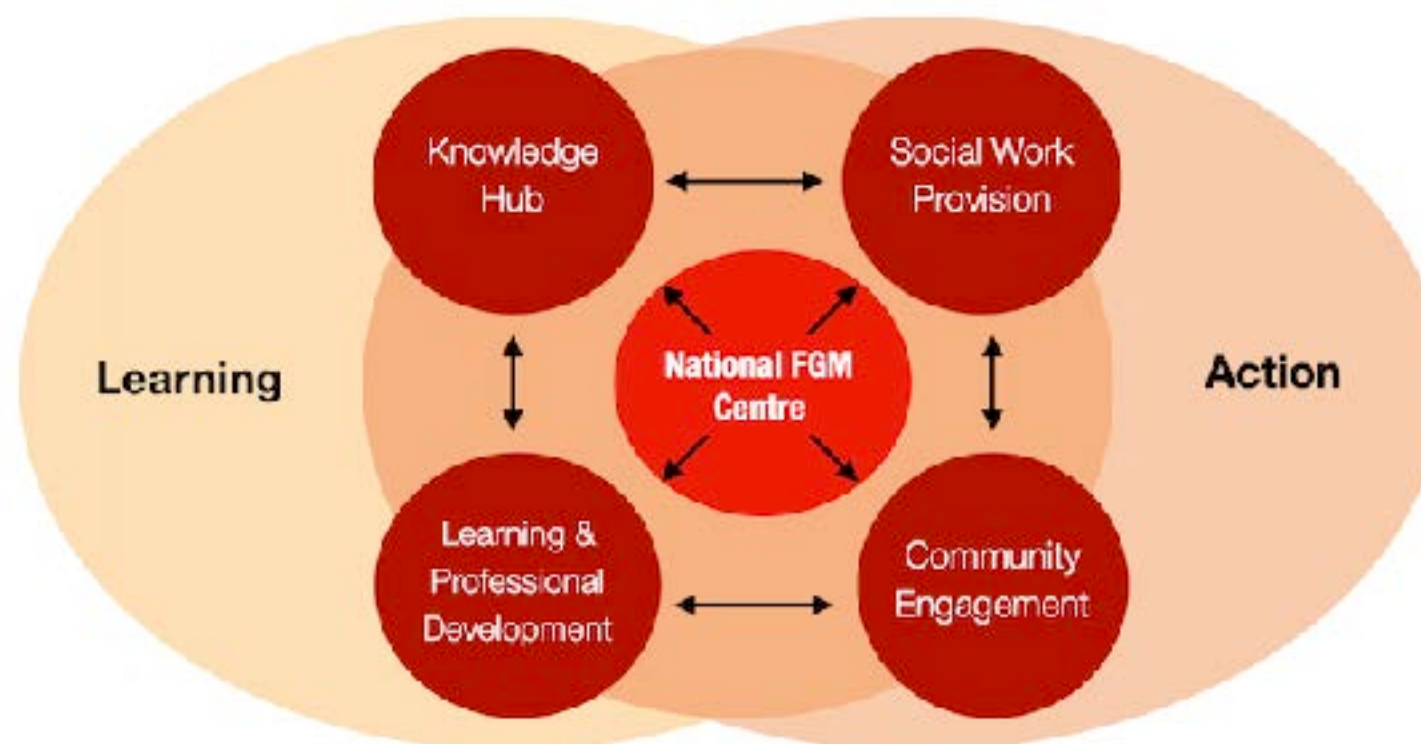 Knowledge
Hub
Social Work
Provision
Learning
National FGM
Centre
Action
Learning &
Professional
Development
Community
Engagement